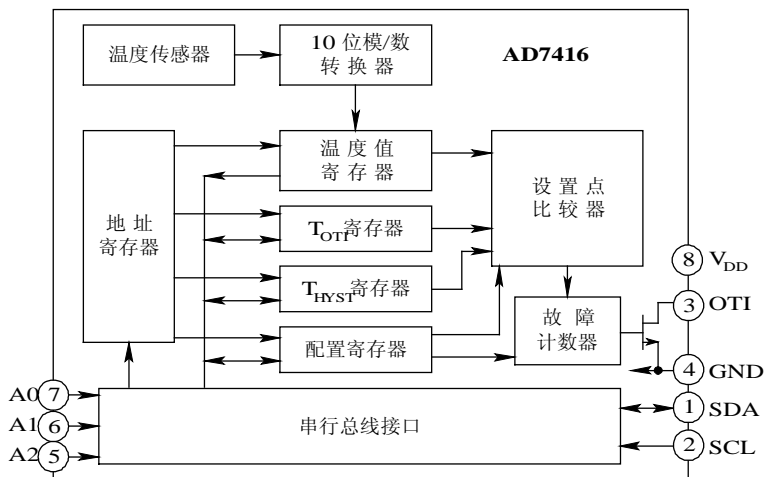 温度传感器
10 位模/数
转 换 器
AD7416
温 度 值
寄 存 器
设 置 点
比 较 器
地 址
寄存器
TOTI寄存器
THYST寄存器
配置寄存器
故 障
计数器
串行总线接口
8 VDD
3 OTI
4 GND
1 SDA
2 SCL
A0 7
A1 6
A2 5